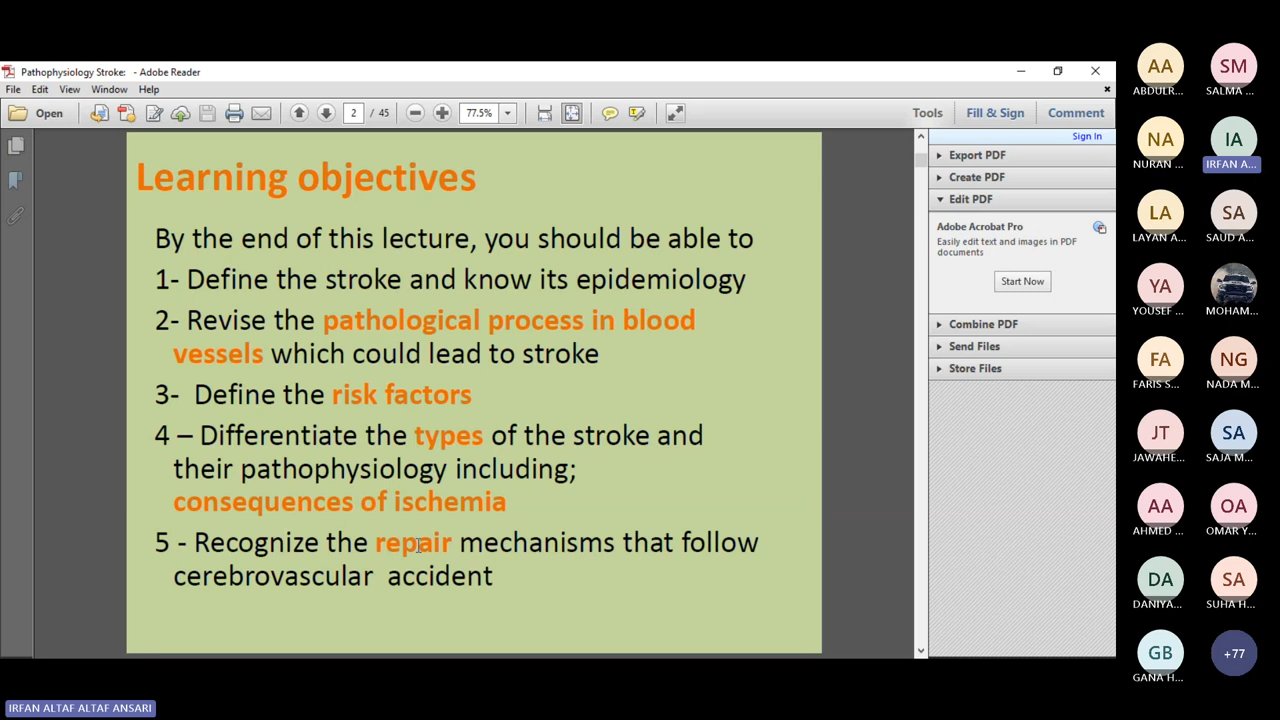 Pathophysiology Stroke: - Adobe Reader
File Edit View Window Help
Open 2 / 45 77.5% Tools Fill & Sign Comment
Sign In
Learning objectives
By the end of this lecture, you should be able to
1- Define the stroke and know its epidemiology
2- Revise the pathological process in blood
vessels which could lead to stroke
3- Define the risk factors
4 – Differentiate the types of the stroke and
their pathophysiology including;
consequences of ischemia
5 - Recognize the repair mechanisms that follow
cerebrovascular accident
Export PDF
Create PDF
Edit PDF
Adobe Acrobat Pro
Easily edit text and images in PDF
documents
Start Now
Combine PDF
Send Files
Store Files
AA SM
ABDULR... SALMA ...
NA IA
NURAN ... IRFAN A...
LA SA
LAYAN A... SAUD A...
YA
YOUSEF ... MOHAM...
FA NG
FARIS S... NADA M...
JT SA
JAWAHE... SAJA M...
AA OA
AHMED ... OMAR Y...
DA SA
DANIYA... SUHA H...
GB +77
GANA H...
IRFAN ALTAF ALTAF ANSARI